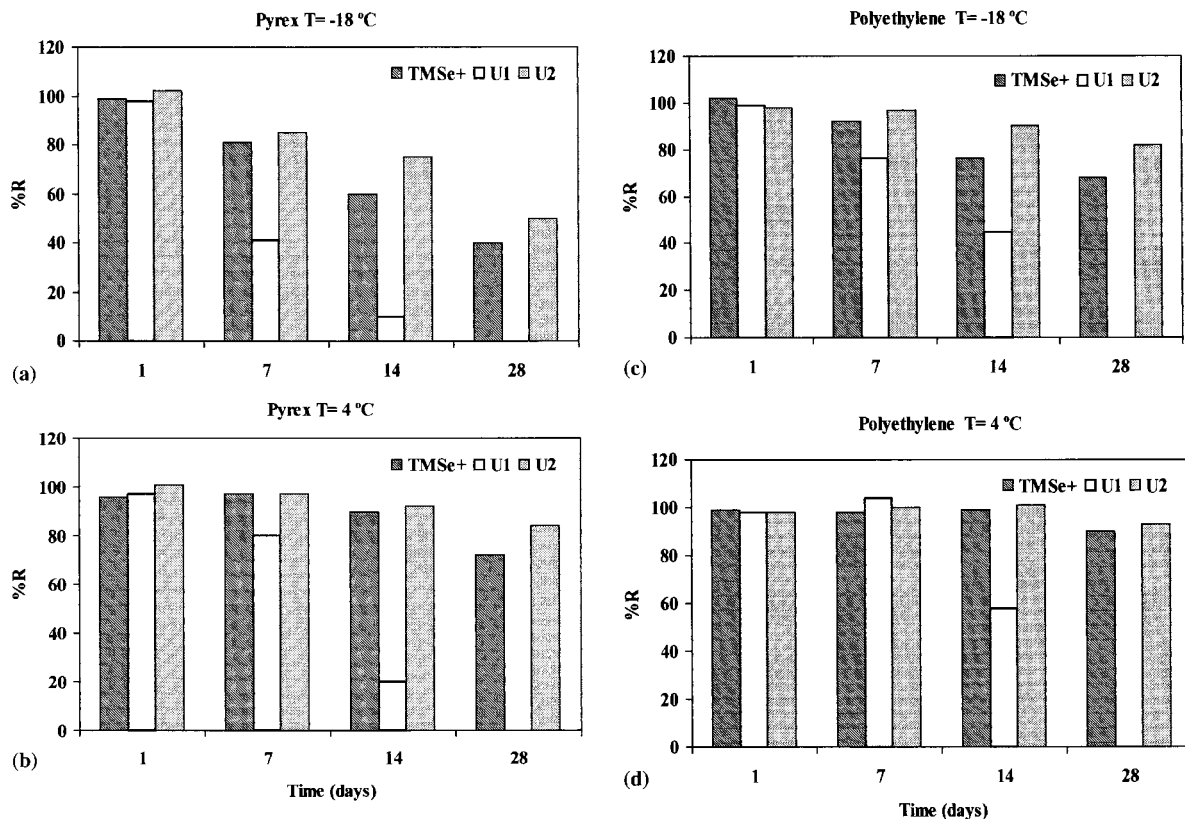 Pyrex T= -18 ºC
120
100
80
60
40
20
0
%R
TMSe+ U1 U2
1 7 14 28
(a)
Pyrex T= 4 ºC
120
100
80
60
40
20
0
%R
TMSe+ U1 U2
1 7 14 28
(b)
Time (days)
Polyethylene T= -18 ºC
120
100
80
60
40
20
0
%R
TMSe+ U1 U2
1 7 14 28
(c)
Polyethylene T= 4 ºC
120
100
80
60
40
20
0
%R
TMSe+ U1 U2
1 7 14 28
(d)
Time (days)